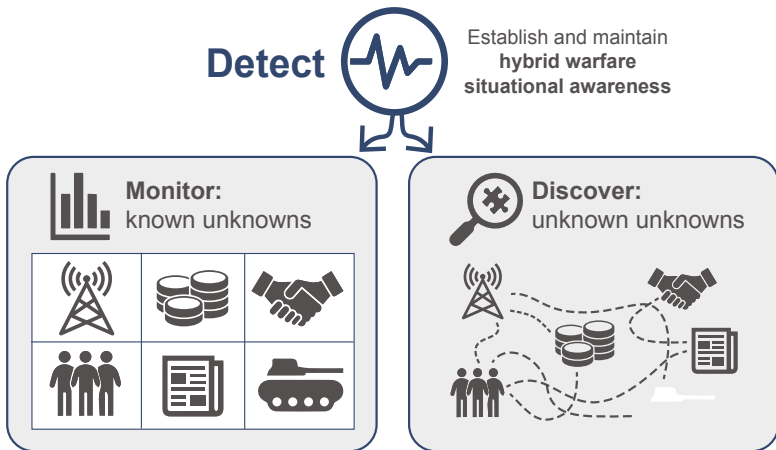 Detect
Establish and maintain
hybrid warfare
situational awareness
Monitor:
known unknowns
Discover:
unknown unknowns